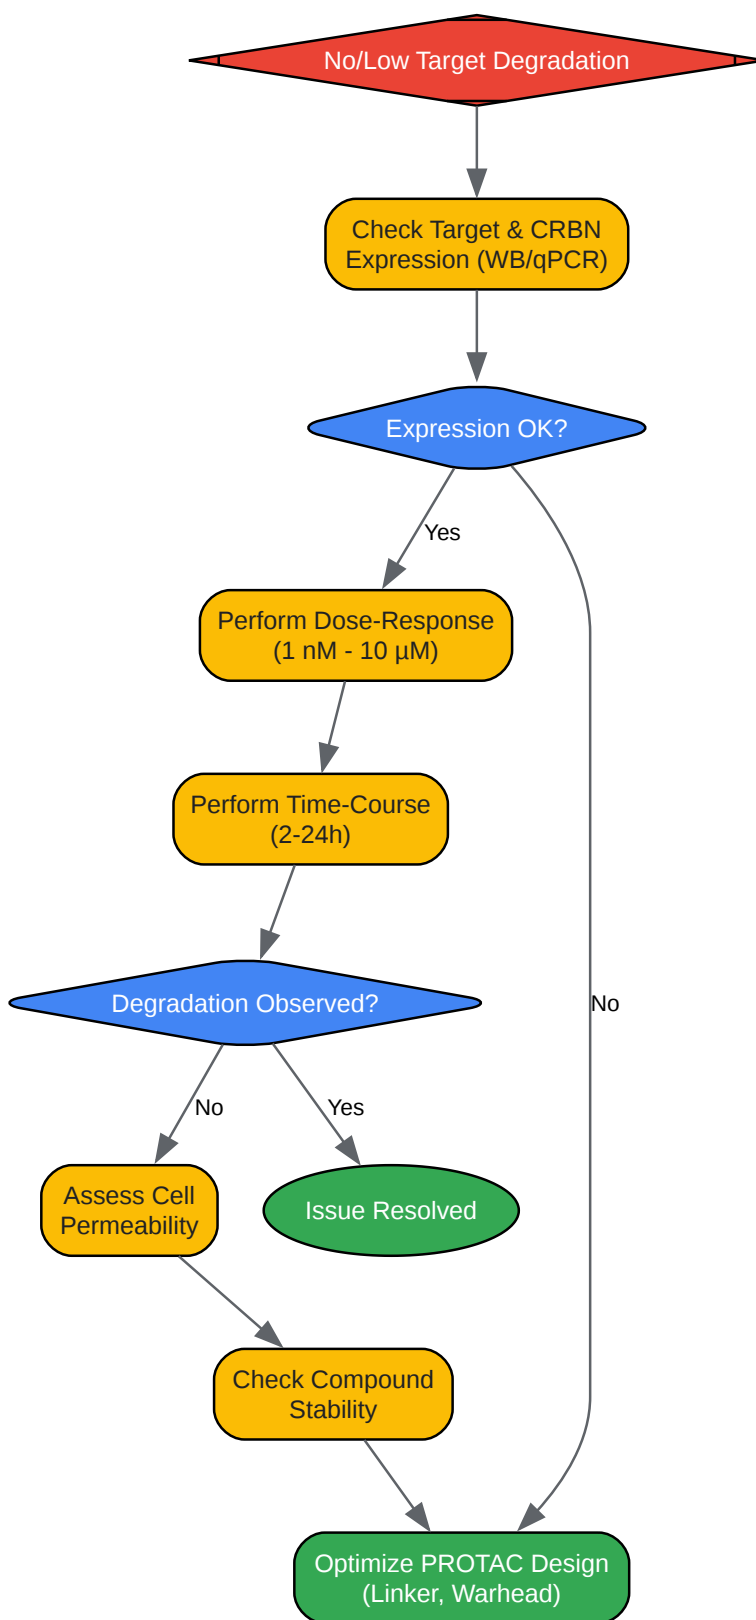 No/Low Target Degradation
Check Target & CRBN
Expression (WB/qPCR)
Expression OK?
Yes
Perform Dose-Response
(1 nM - 10 µM)
Perform Time-Course
(2-24h)
Degradation Observed?
No
No
Yes
Assess Cell
Permeability
Issue Resolved
Check Compound
Stability
Optimize PROTAC Design
(Linker, Warhead)